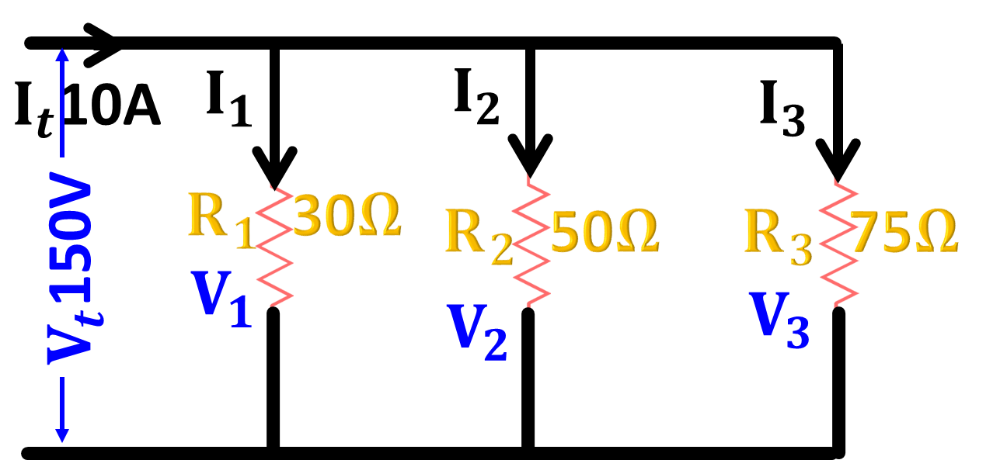 Iₜ 10A
I₁
I₂
I₃
Vₜ 150V
R₁ 30Ω
R₂ 50Ω
R₃ 75Ω
V₁
V₂
V₃